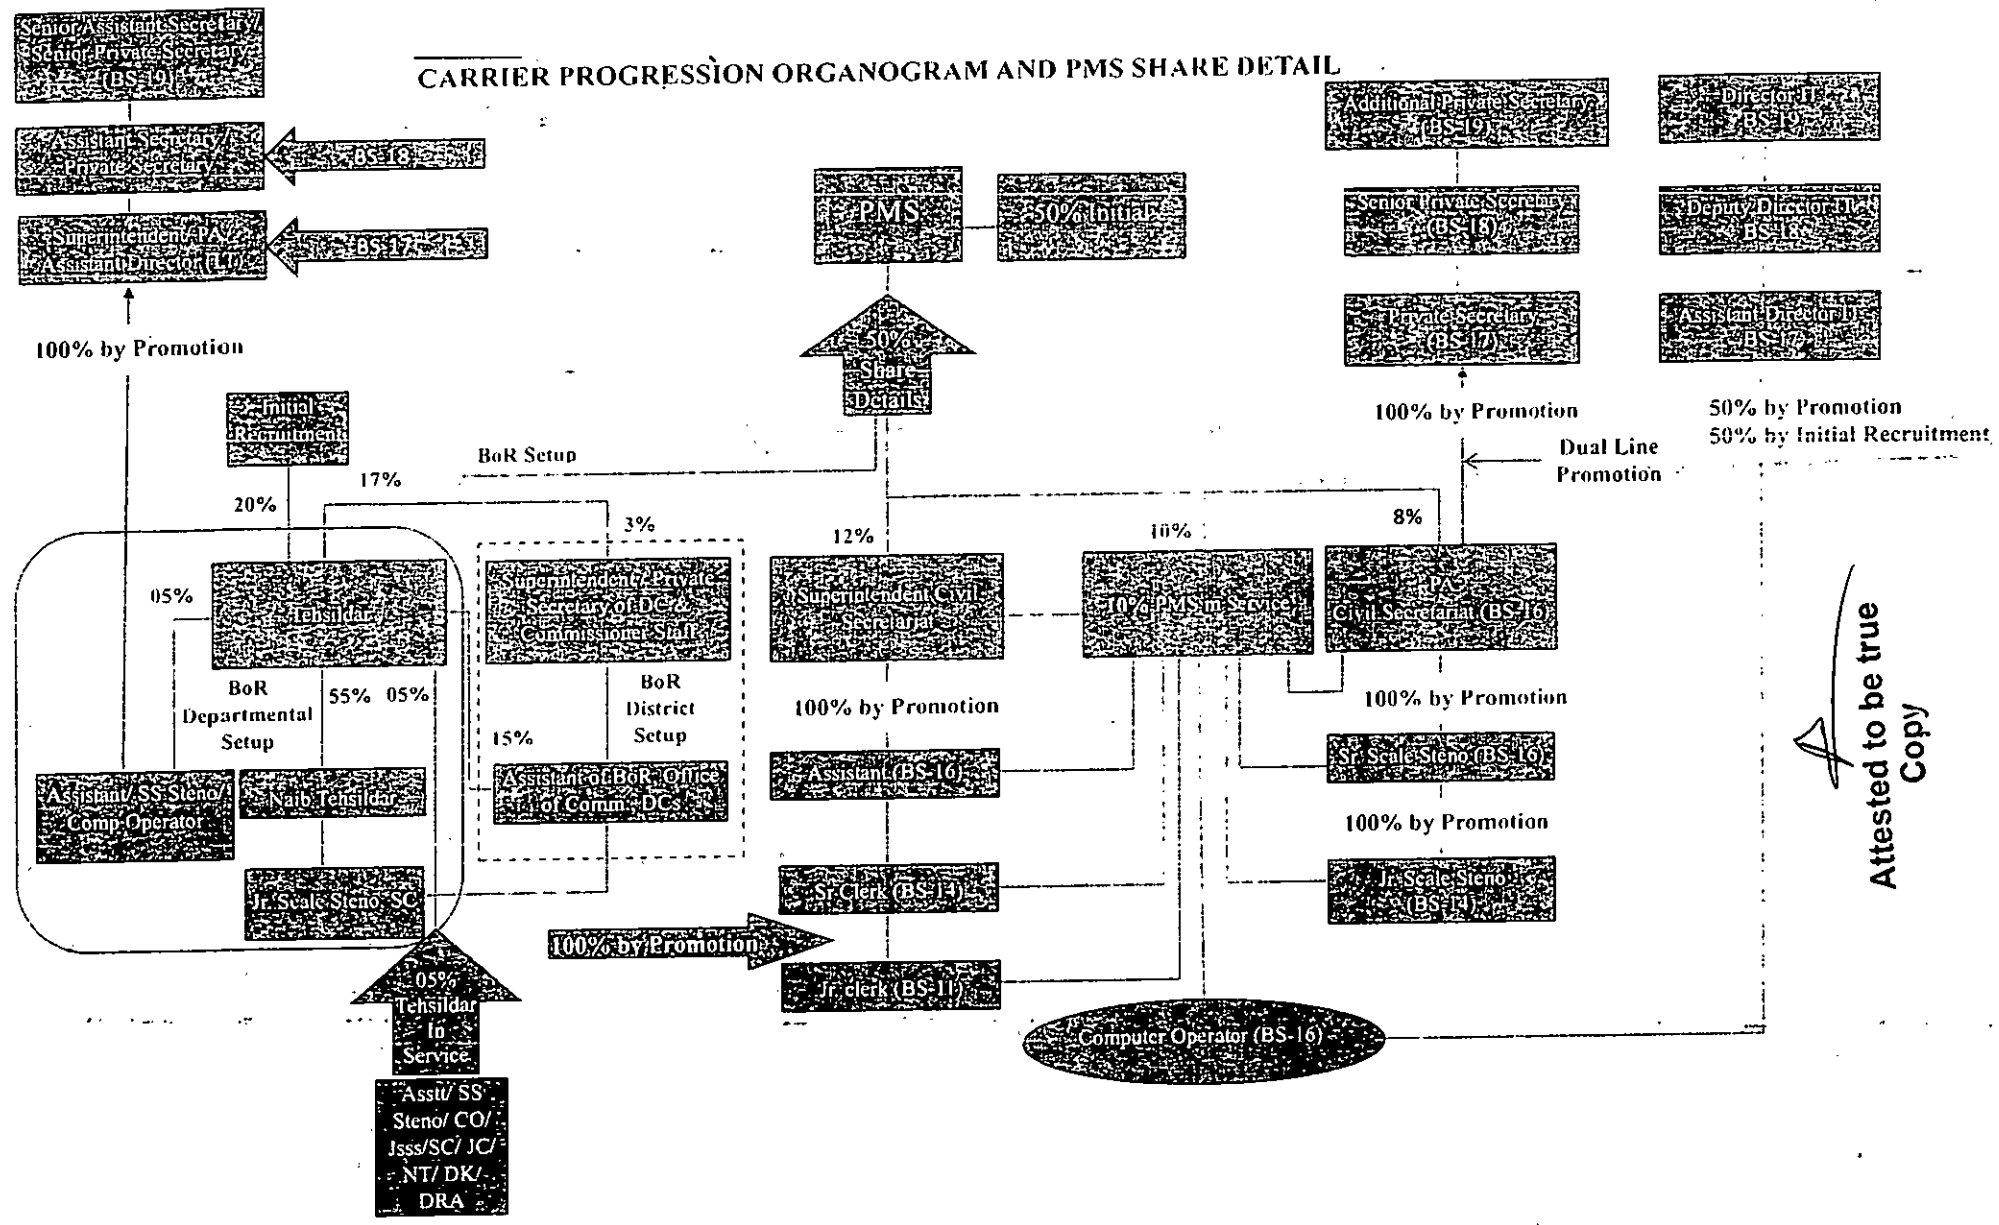 CARRIER PROGRESSION ORGANOGRAM AND PMS SHARE DETAIL
Senior Assistant Secretary/
Senior Private Secretary
(BS-19)
Assistant Secretary/
Private Secretary
BS-18
Superintendent/ PA/
Assistant Director (I.T)
BS-17
100% by Promotion
PMS
50% Initial
50%
Share
Details
Additional Private Secretary
(BS-19)
Senior Private Secretary
(BS-18)
Private Secretary
(BS-17)
100% by Promotion
Dual Line
Promotion
Director IT
BS-19
Deputy Director IT
BS-18
Assistant Director IT
BS-17
50% by Promotion
50% by Initial Recruitment
Initial
Recruitment
20%
17%
BoR Setup
3%
12%
10%
8%
05%
Tehsildar
Superintendent / Private
Secretary of DC &
Commissioner Staff
Superintendent Civil
Secretariat
10% PMS in Service
PA
Civil Secretariat (BS-16)
BoR
Departmental
Setup
55%
05%
BoR
District
Setup
15%
100% by Promotion
100% by Promotion
Assistant/ SS Steno/
Comp-Operator
Naib Tehsildar
Assistant of BoR, Office
of Comm DCs
Assistant (BS-16)
Sr. Scale Steno (BS-16)
100% by Promotion
Jr. Scale Steno, SC
Sr Clerk (BS-14)
Jr. Scale Steno
(BS-14)
100% by Promotion
Jr. clerk (BS-11)
05%
Tehsildar
In
Service
Computer Operator (BS-16)
Asstt/ SS
Steno/ CO/
Jsss/SC/ JC/
NT/ DK/
DRA
Attested to be true
Copy